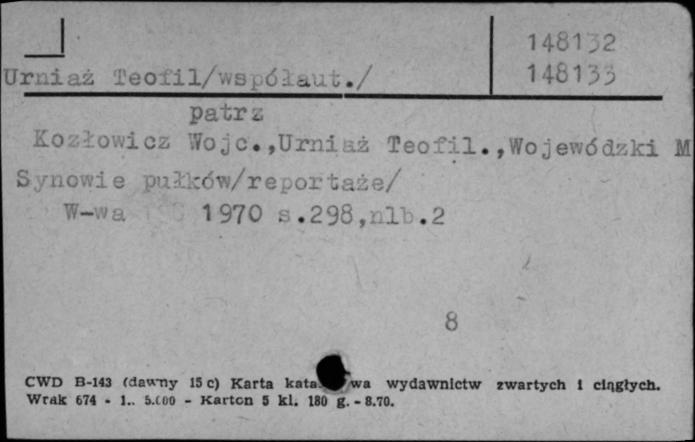 148132
Urniaż Teofil/współaut./ 148133
patrz
Kozłowicz Wojc.,Urniaż Teofil.,Wojewódzki M
Synowie pułków/reportaże/
W-wa 1970 s.298,nlb.2
8
CWD B-143 (dawny 15 c) Karta wydawnictw zwartych i ciągłych.
Wrak 674 - 1.. 5.000 - Karton 5 kl. 180 g. - 8.70.